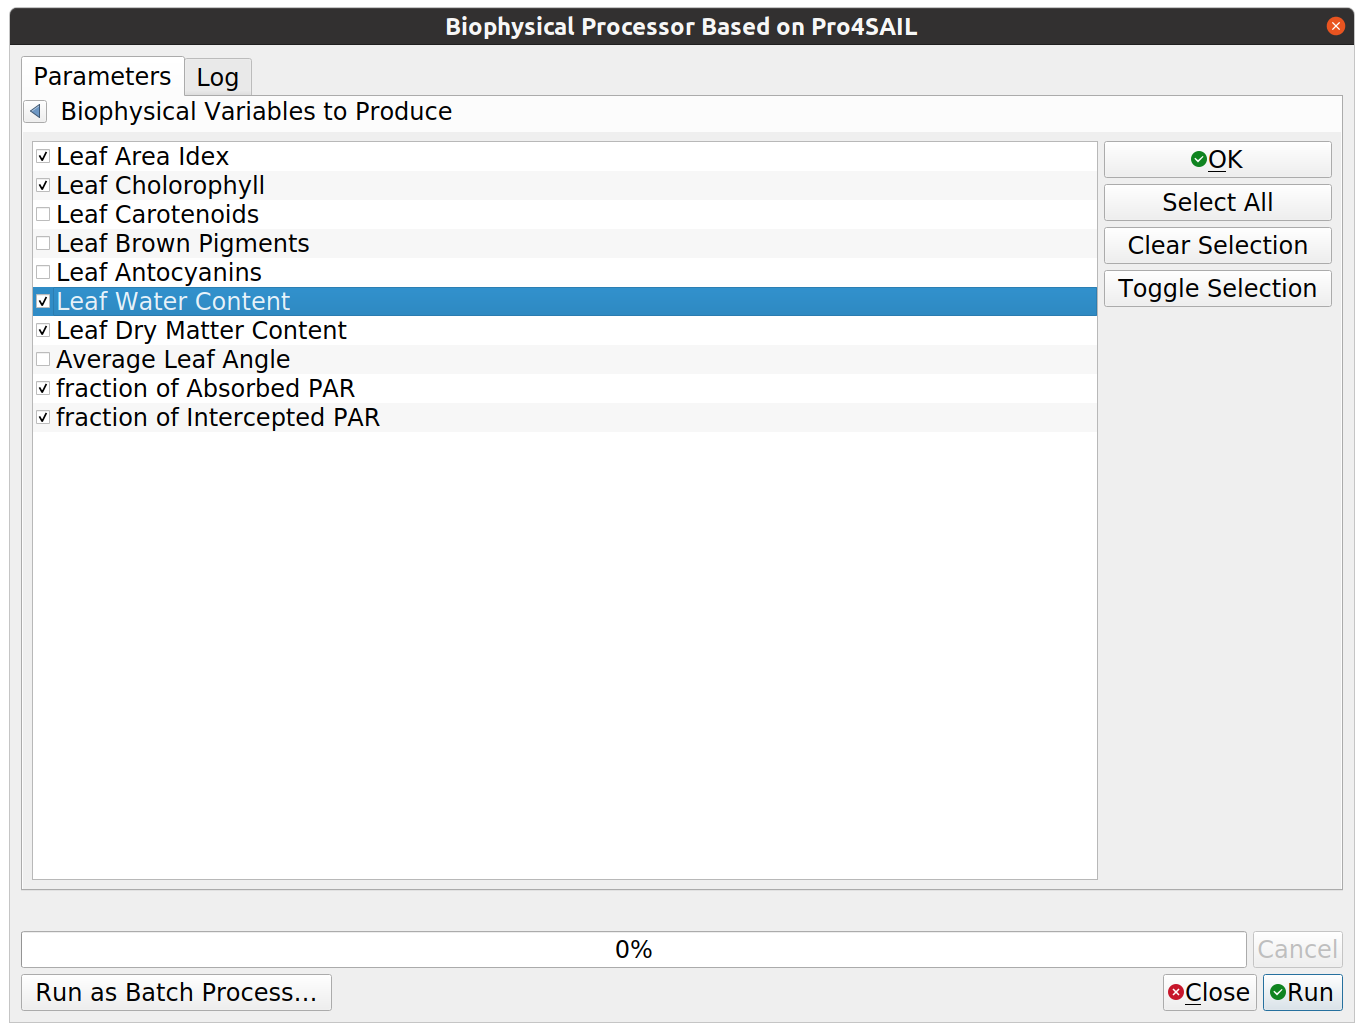 Biophysical Processor Based on Pro4SAIL
Parameters
Log
Biophysical Variables to Produce
Leaf Area Idex
Leaf Cholorophyll
Leaf Carotenoids
Leaf Brown Pigments
Leaf Antocyanins
Leaf Water Content
Leaf Dry Matter Content
Average Leaf Angle
fraction of Absorbed PAR
fraction of Intercepted PAR
OK
Select All
Clear Selection
Toggle Selection
0%
Cancel
Run as Batch Process...
Close
Run